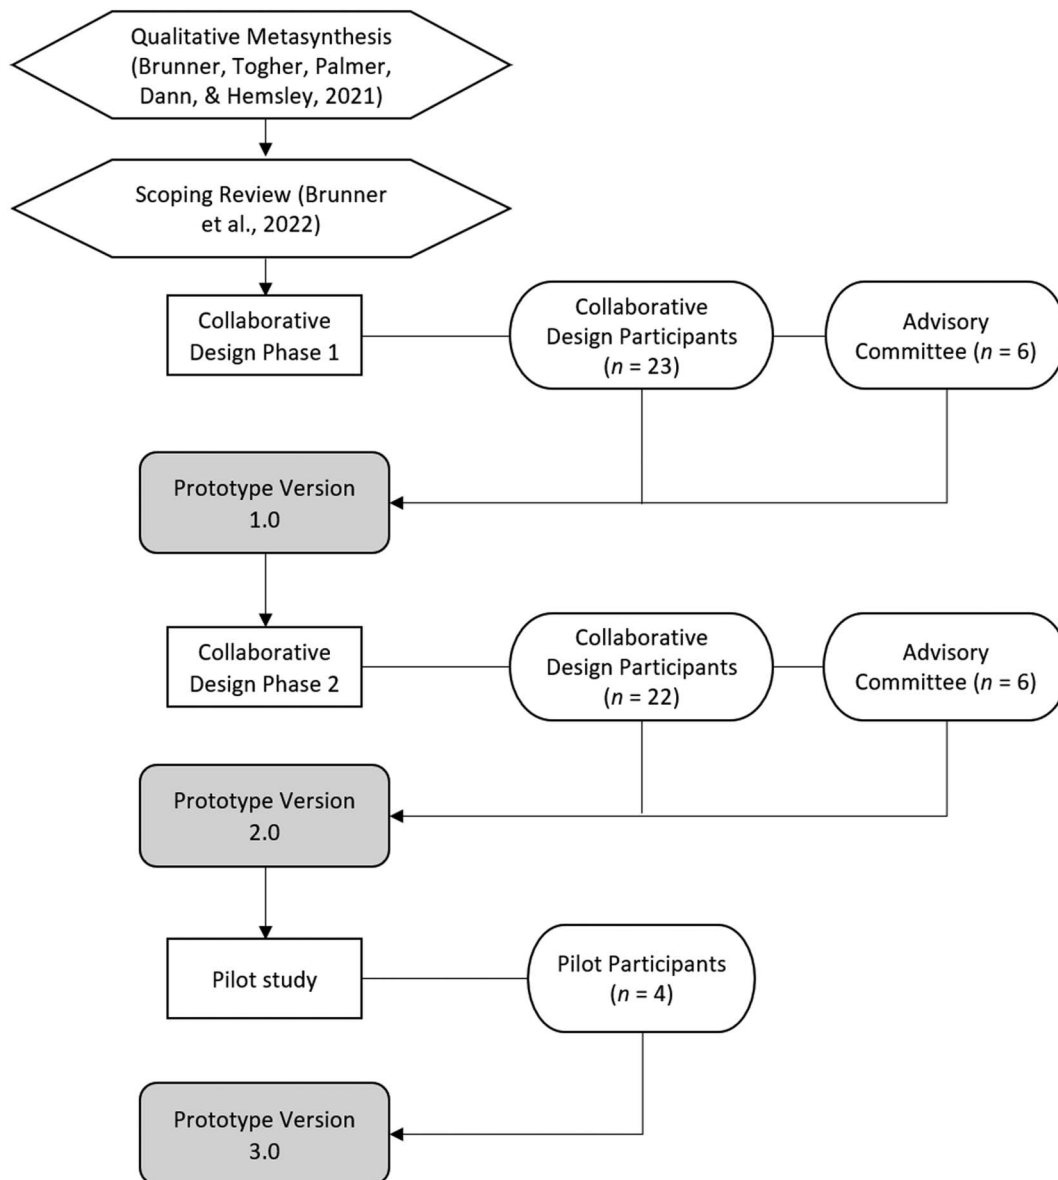 Qualitative Metasynthesis
(Brunner, Togher, Palmer,
Dann, & Hemsley, 2021)
Scoping Review (Brunner
et al., 2022)
Collaborative
Design Phase 1
Collaborative
Design Participants
(n = 23)
Advisory
Committee (n = 6)
Prototype Version
1.0
Collaborative
Design Phase 2
Collaborative
Design Participants
(n = 22)
Advisory
Committee (n = 6)
Prototype Version
2.0
Pilot study
Pilot Participants
(n = 4)
Prototype Version
3.0